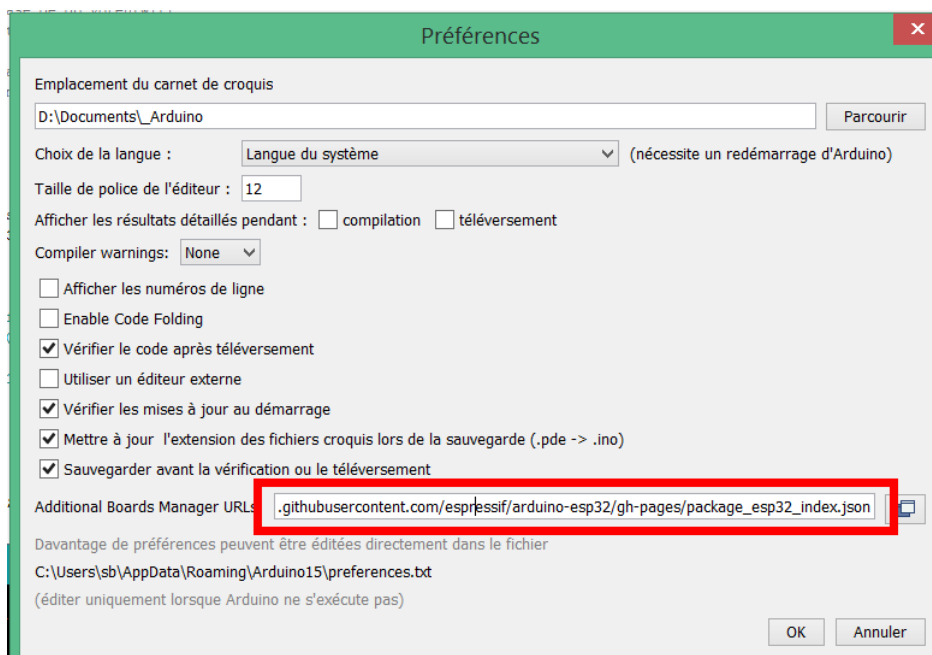 Préférences
Emplacement du carnet de croquis
D:\Documents\_Arduino Parcourir
Choix de la langue : Langue du système (nécessite un redémarrage d'Arduino)
Taille de police de l'éditeur : 12
Afficher les résultats détaillés pendant : compilation téléversement
Compiler warnings: None
Afficher les numéros de ligne
Enable Code Folding
Vérifier le code après téléversement
Utiliser un éditeur externe
Vérifier les mises à jour au démarrage
Mettre à jour l'extension des fichiers croquis lors de la sauvegarde (.pde -> .ino)
Sauvegarder avant la vérification ou le téléversement
Additional Boards Manager URLs .githubusercontent.com/espressif/arduino-esp32/gh-pages/package_esp32_index.json
Davantage de préférences peuvent être éditées directement dans le fichier
C:\Users\sb\AppData\Roaming\Arduino15\preferences.txt
(éditer uniquement lorsque Arduino ne s'exécute pas)
OK Annuler